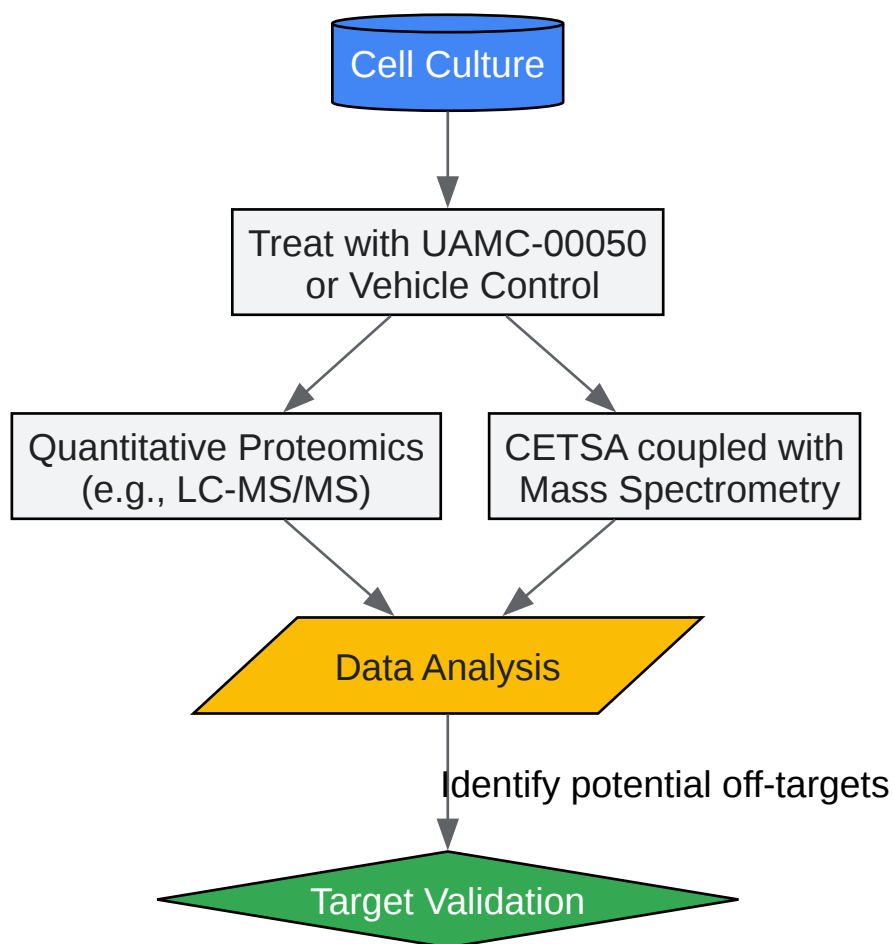 Cell Culture
Treat with UAMC-00050
or Vehicle Control
Quantitative Proteomics
(e.g., LC-MS/MS)
CETSA coupled with
Mass Spectrometry
Data Analysis
Identify potential off-targets
Target Validation